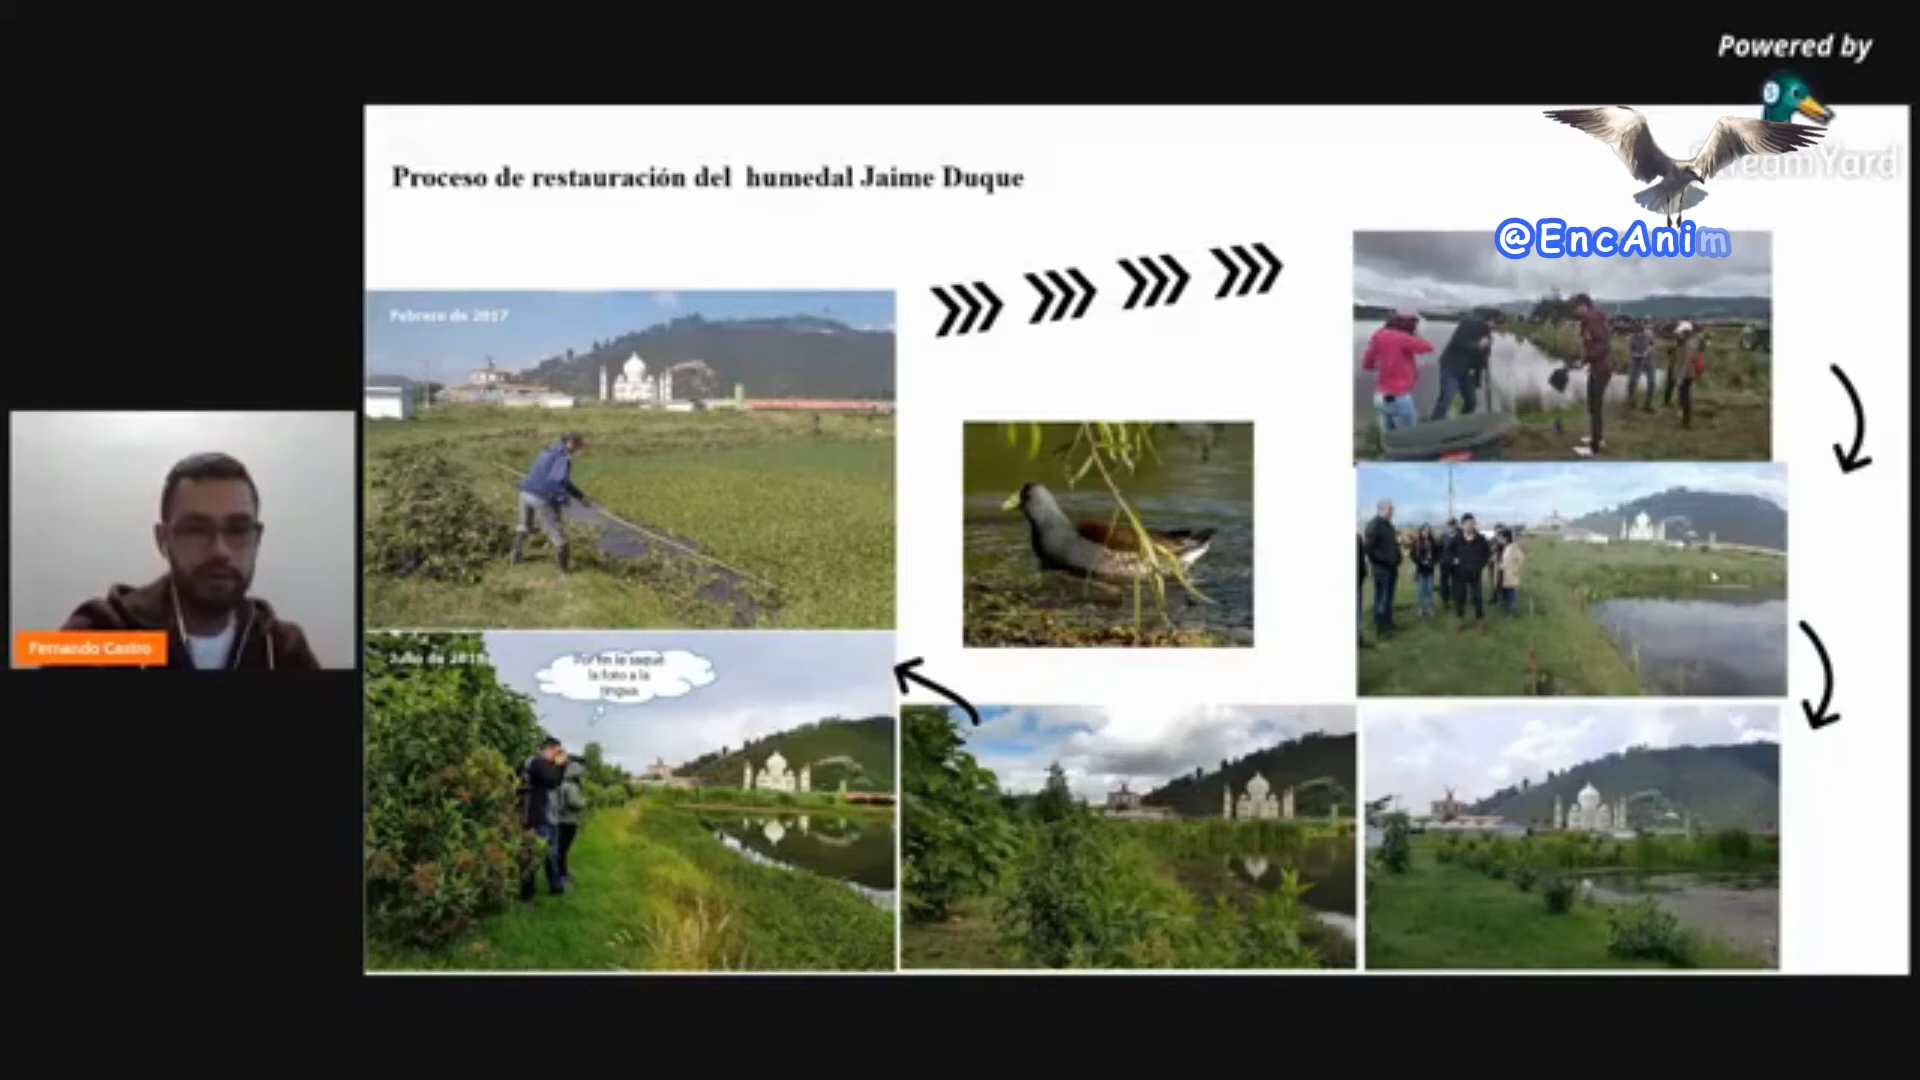 Powered by
StreamYard
@EncAnim
Proceso de restauración del humedal Jaime Duque
Febrero de 2017
Fernando Castro
Julio de
Por fin le saqué
la foto a la
tingua